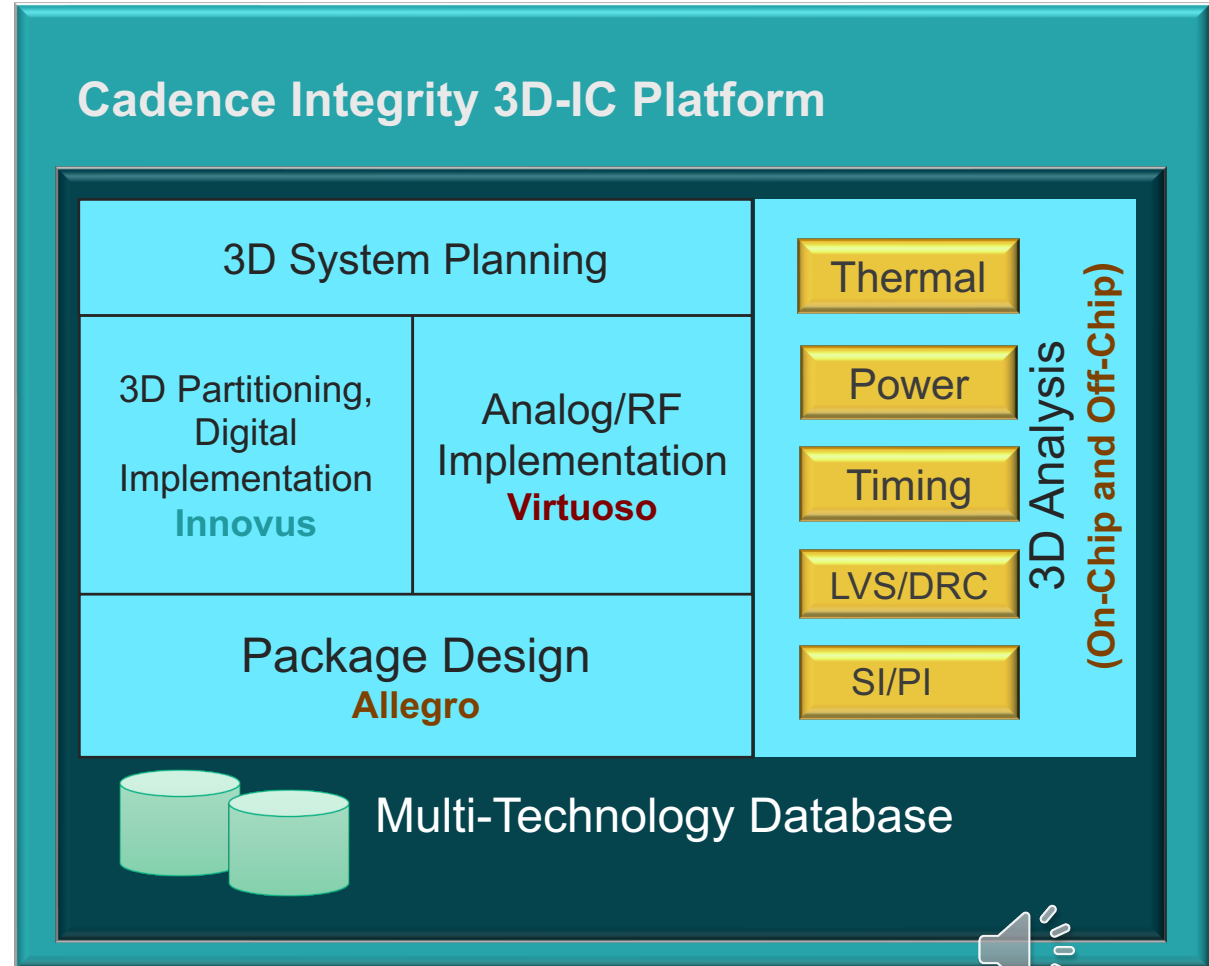 Cadence Integrity 3D-IC Platform
3D System Planning
3D Partitioning,
Digital
Implementation
Innovus
Analog/RF
Implementation
Virtuoso
Package Design
Allegro
Thermal
Power
Timing
LVS/DRC
SI/PI
3D Analysis
(On-Chip and Off-Chip)
Multi-Technology Database